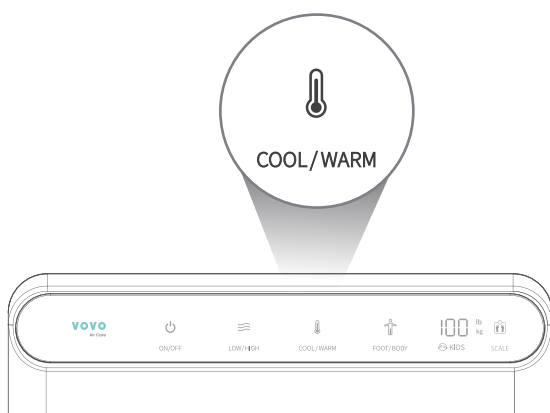 COOL/WARM
VOVO
Air Care
ON/OFF
LOW/HIGH
COOL/WARM
FOOT/BODY
100 lb kg
KIDS
SCALE